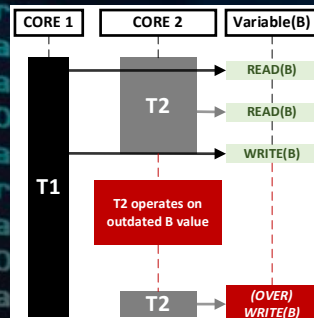 CORE 1
CORE 2
Variable(B)
READ(B)
T2
READ(B)
WRITE(B)
T1
T2 operates on
outdated B value
T2
(OVER)
WRITE(B)